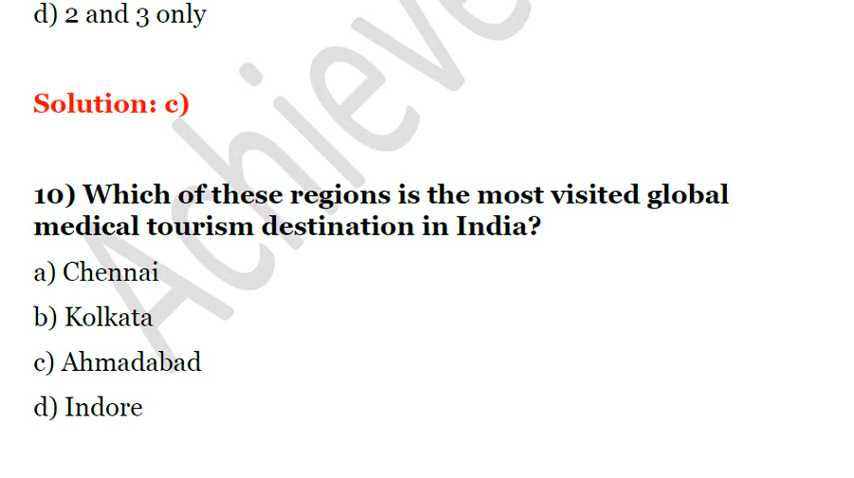 d) 2 and 3 only
Solution: c)
10) Which of these regions is the most visited global
medical tourism destination in India?
a) Chennai
b) Kolkata
c) Ahmadabad
d) Indore
Achieve